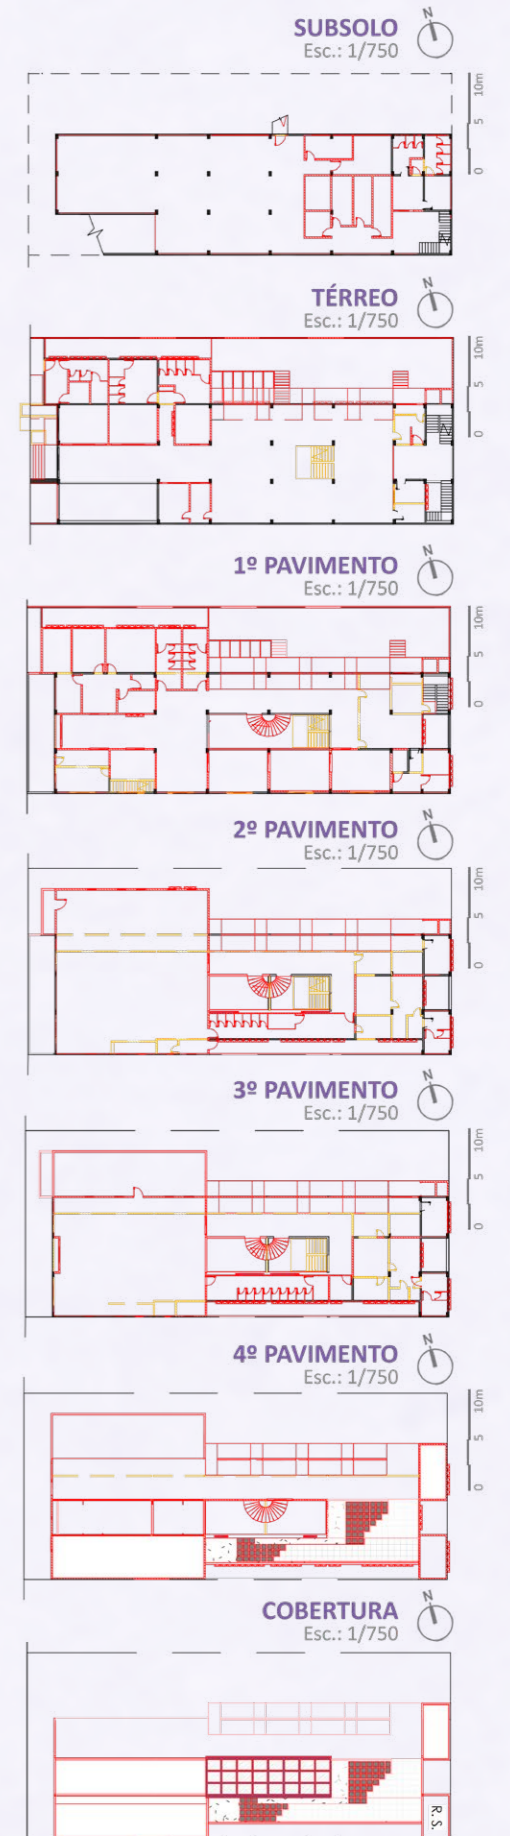 SUBSOLO
Esc.: 1/750
N
0 5 10m
TÉRREO
Esc.: 1/750
N
0 5 10m
1º PAVIMENTO
Esc.: 1/750
N
0 5 10m
2º PAVIMENTO
Esc.: 1/750
N
0 5 10m
3º PAVIMENTO
Esc.: 1/750
N
0 5 10m
4º PAVIMENTO
Esc.: 1/750
N
0 5 10m
COBERTURA
Esc.: 1/750
N
R.S.